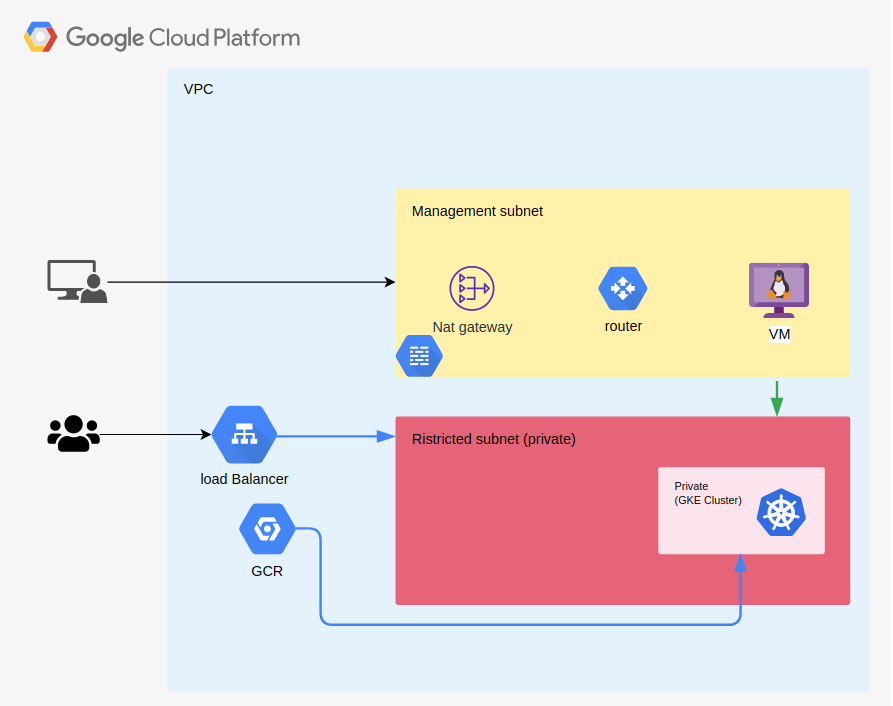 Google Cloud Platform
VPC
Management subnet
Nat gateway
router
VM
Ristricted subnet (private)
load Balancer
Private
(GKE Cluster)
GCR